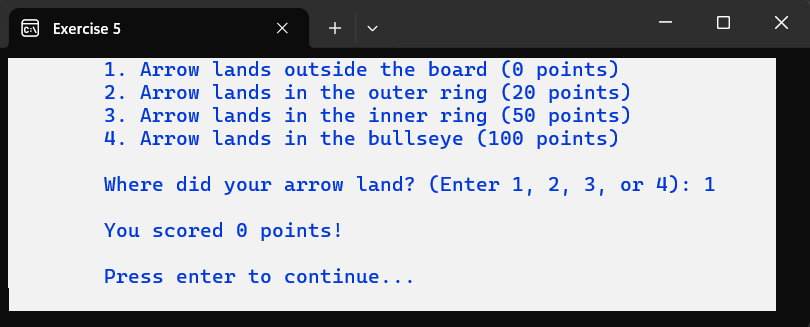 Exercise 5
1. Arrow lands outside the board (0 points)
2. Arrow lands in the outer ring (20 points)
3. Arrow lands in the inner ring (50 points)
4. Arrow lands in the bullseye (100 points)
Where did your arrow land? (Enter 1, 2, 3, or 4): 1
You scored 0 points!
Press enter to continue...